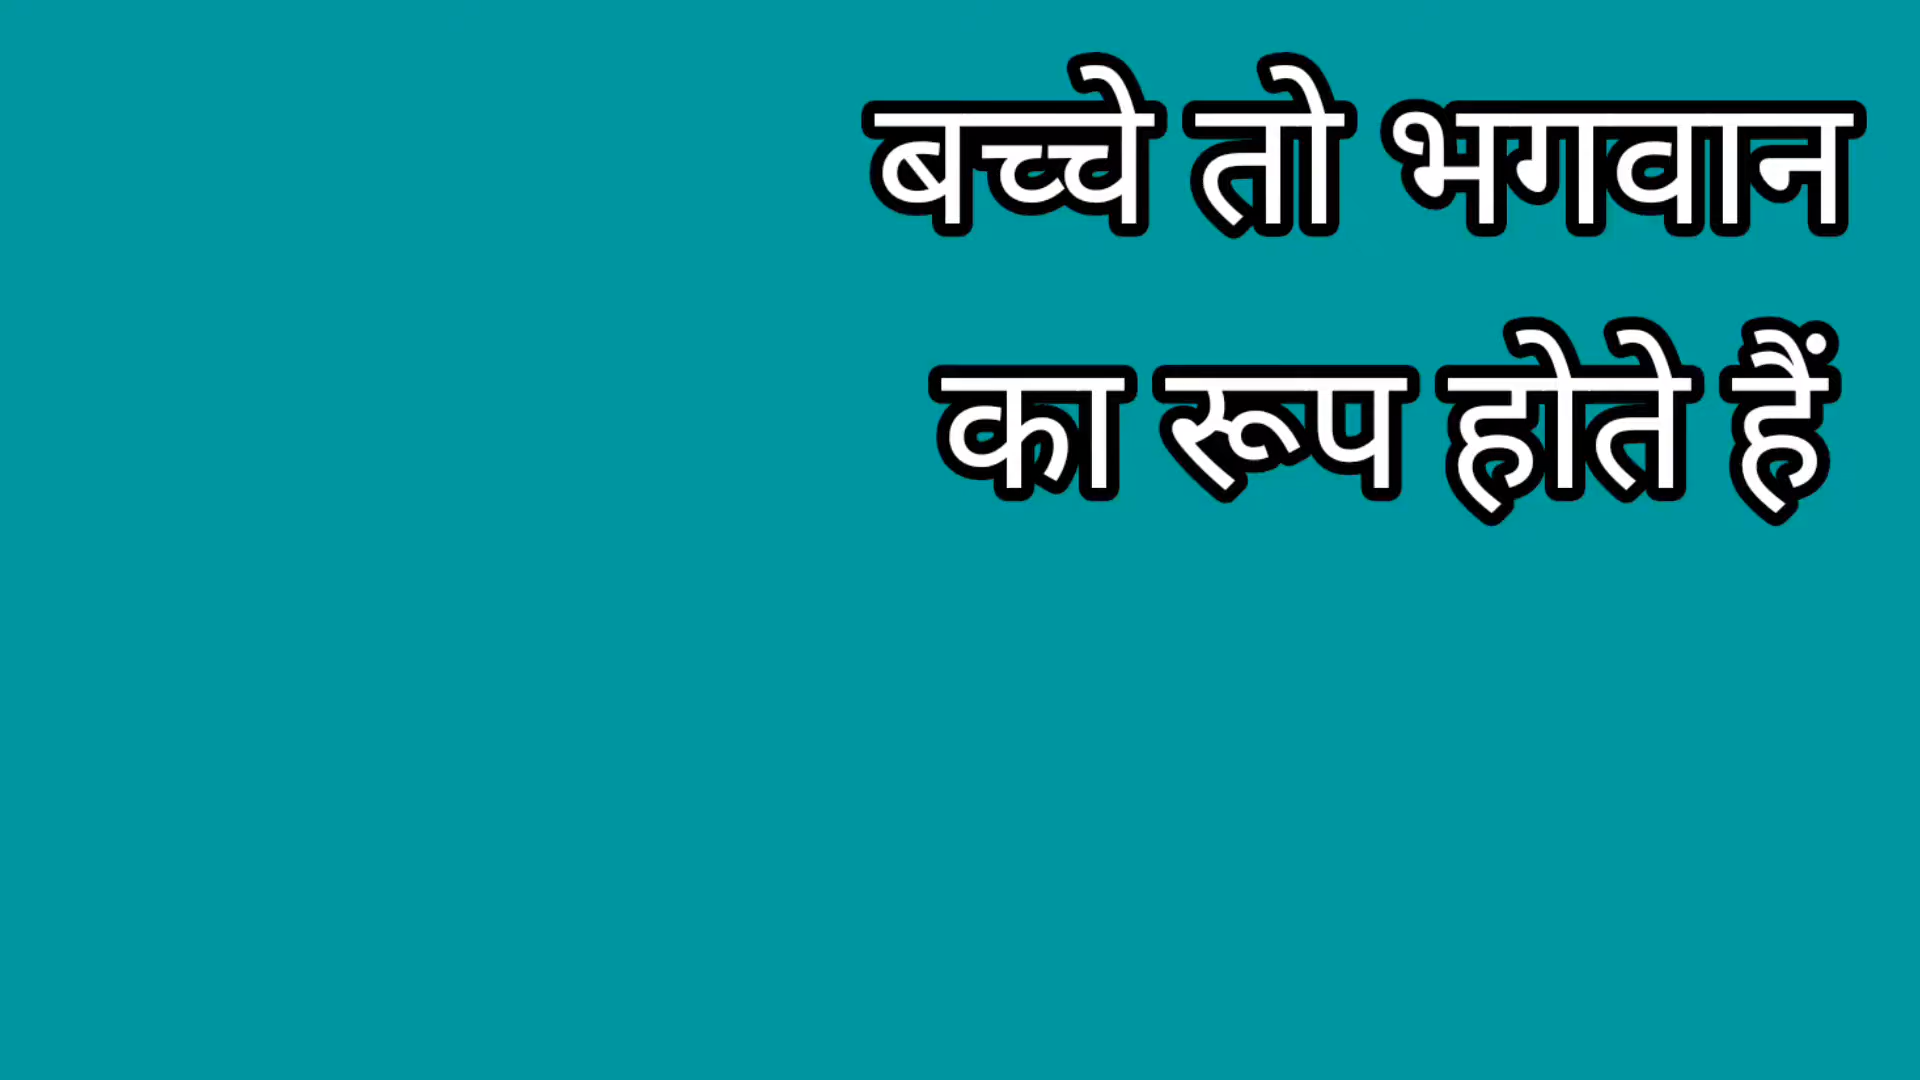 बच्चे तो भगवान
का रूप होते हैं